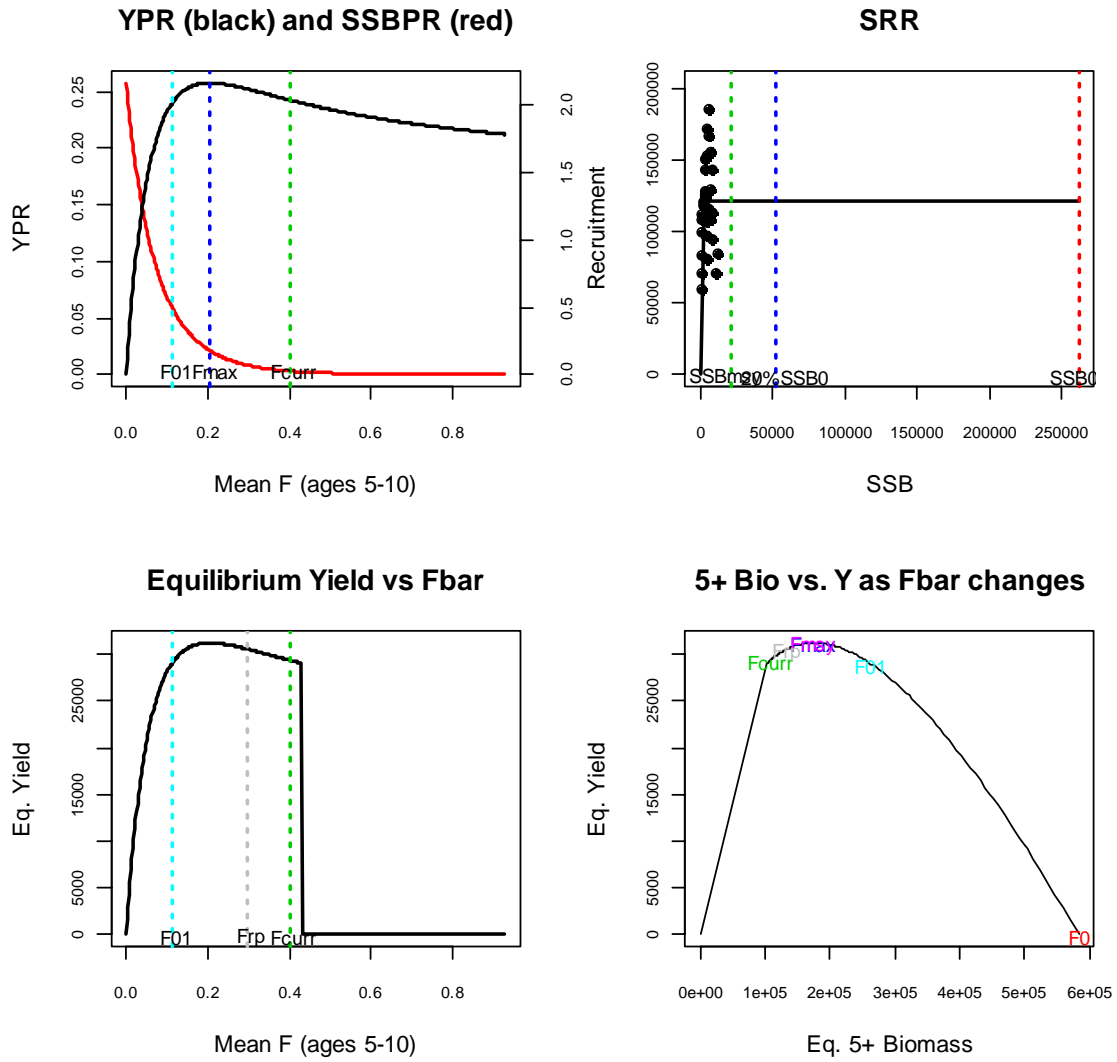 YPR (black) and SSBPR (red)
YPR
0.00 0.05 0.10 0.15 0.20 0.25
0.0 0.5 1.0 1.5 2.0
F01 Fmax Fcurr
0.0 0.2 0.4 0.6 0.8
Mean F (ages 5-10)
SRR
Recruitment
0 50000 100000 150000 200000
SSBmsy 20%SSB0 SSB0
0 50000 100000 150000 200000 250000
SSB
Equilibrium Yield vs Fbar
Eq. Yield
0 5000 15000 25000
F01 Frp Fcurr
0.0 0.2 0.4 0.6 0.8
Mean F (ages 5-10)
5+ Bio vs. Y as Fbar changes
Eq. Yield
0 5000 15000 25000
Fcurr Frp Fmax F01
F0
0e+00 1e+05 2e+05 3e+05 4e+05 5e+05 6e+05
Eq. 5+ Biomass